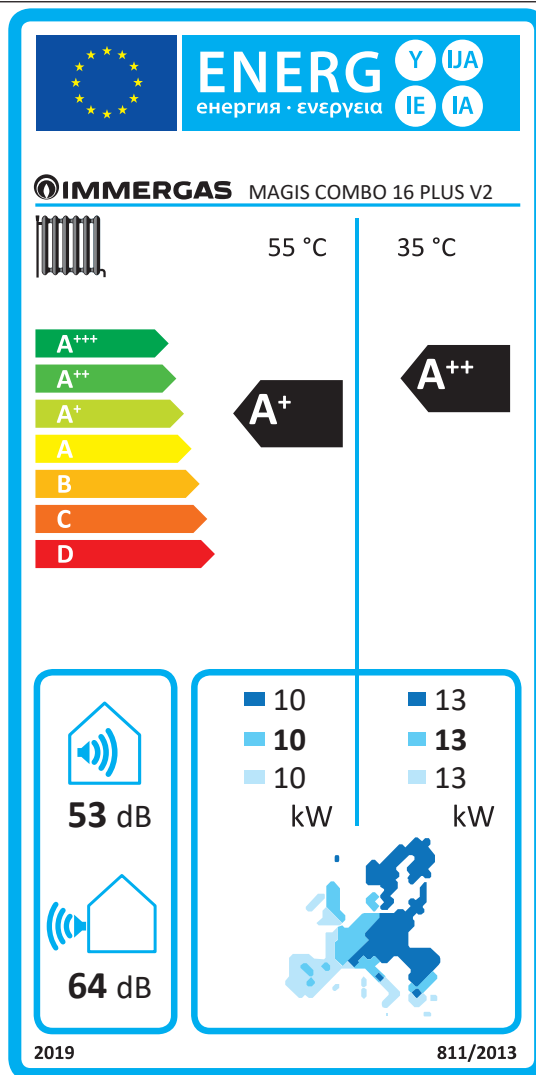 ENERG
енергия · ενεργεια
Y IJA
IE IA
IMMERGAS MAGIS COMBO 16 PLUS V2
55 °C 35 °C
A+++
A++
A+
A
B
C
D
A+
A++
53 dB
64 dB
10 13
10 13
10 13
kW kW
2019 811/2013